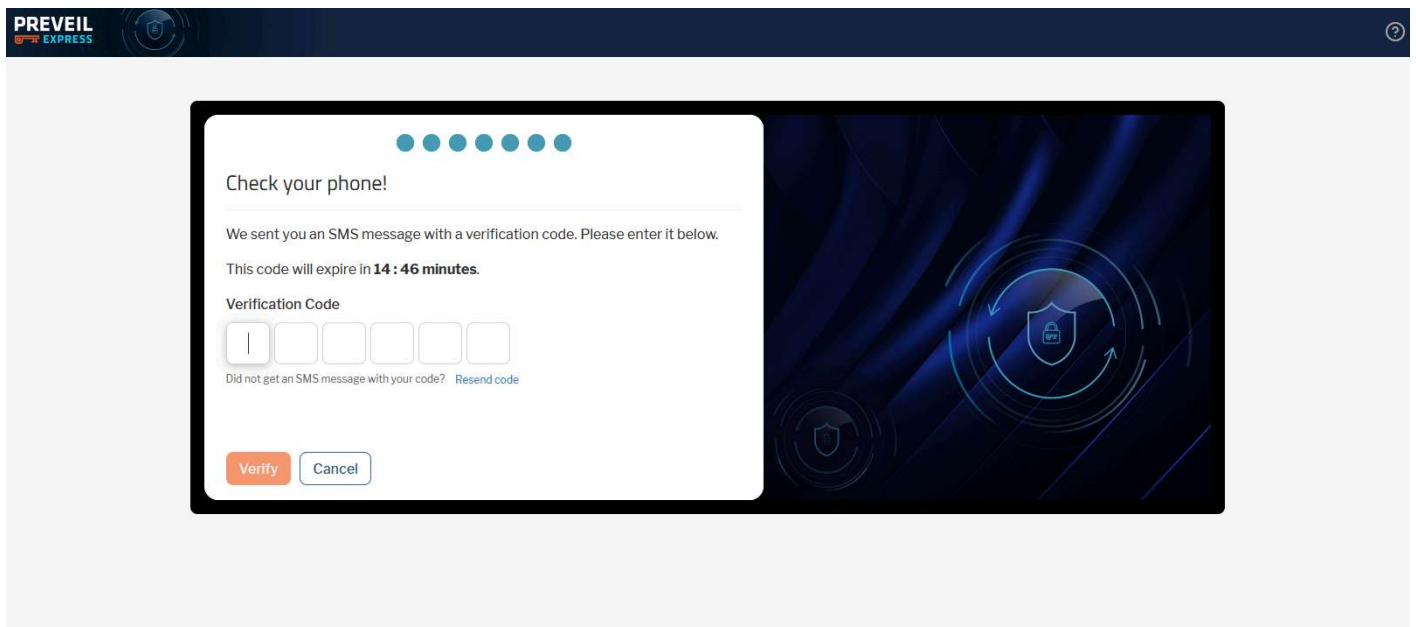 PREVEIL
EXPRESS
?
Check your phone!
We sent you an SMS message with a verification code. Please enter it below.
This code will expire in 14 : 46 minutes.
Verification Code
Did not get an SMS message with your code? Resend code
Verify Cancel